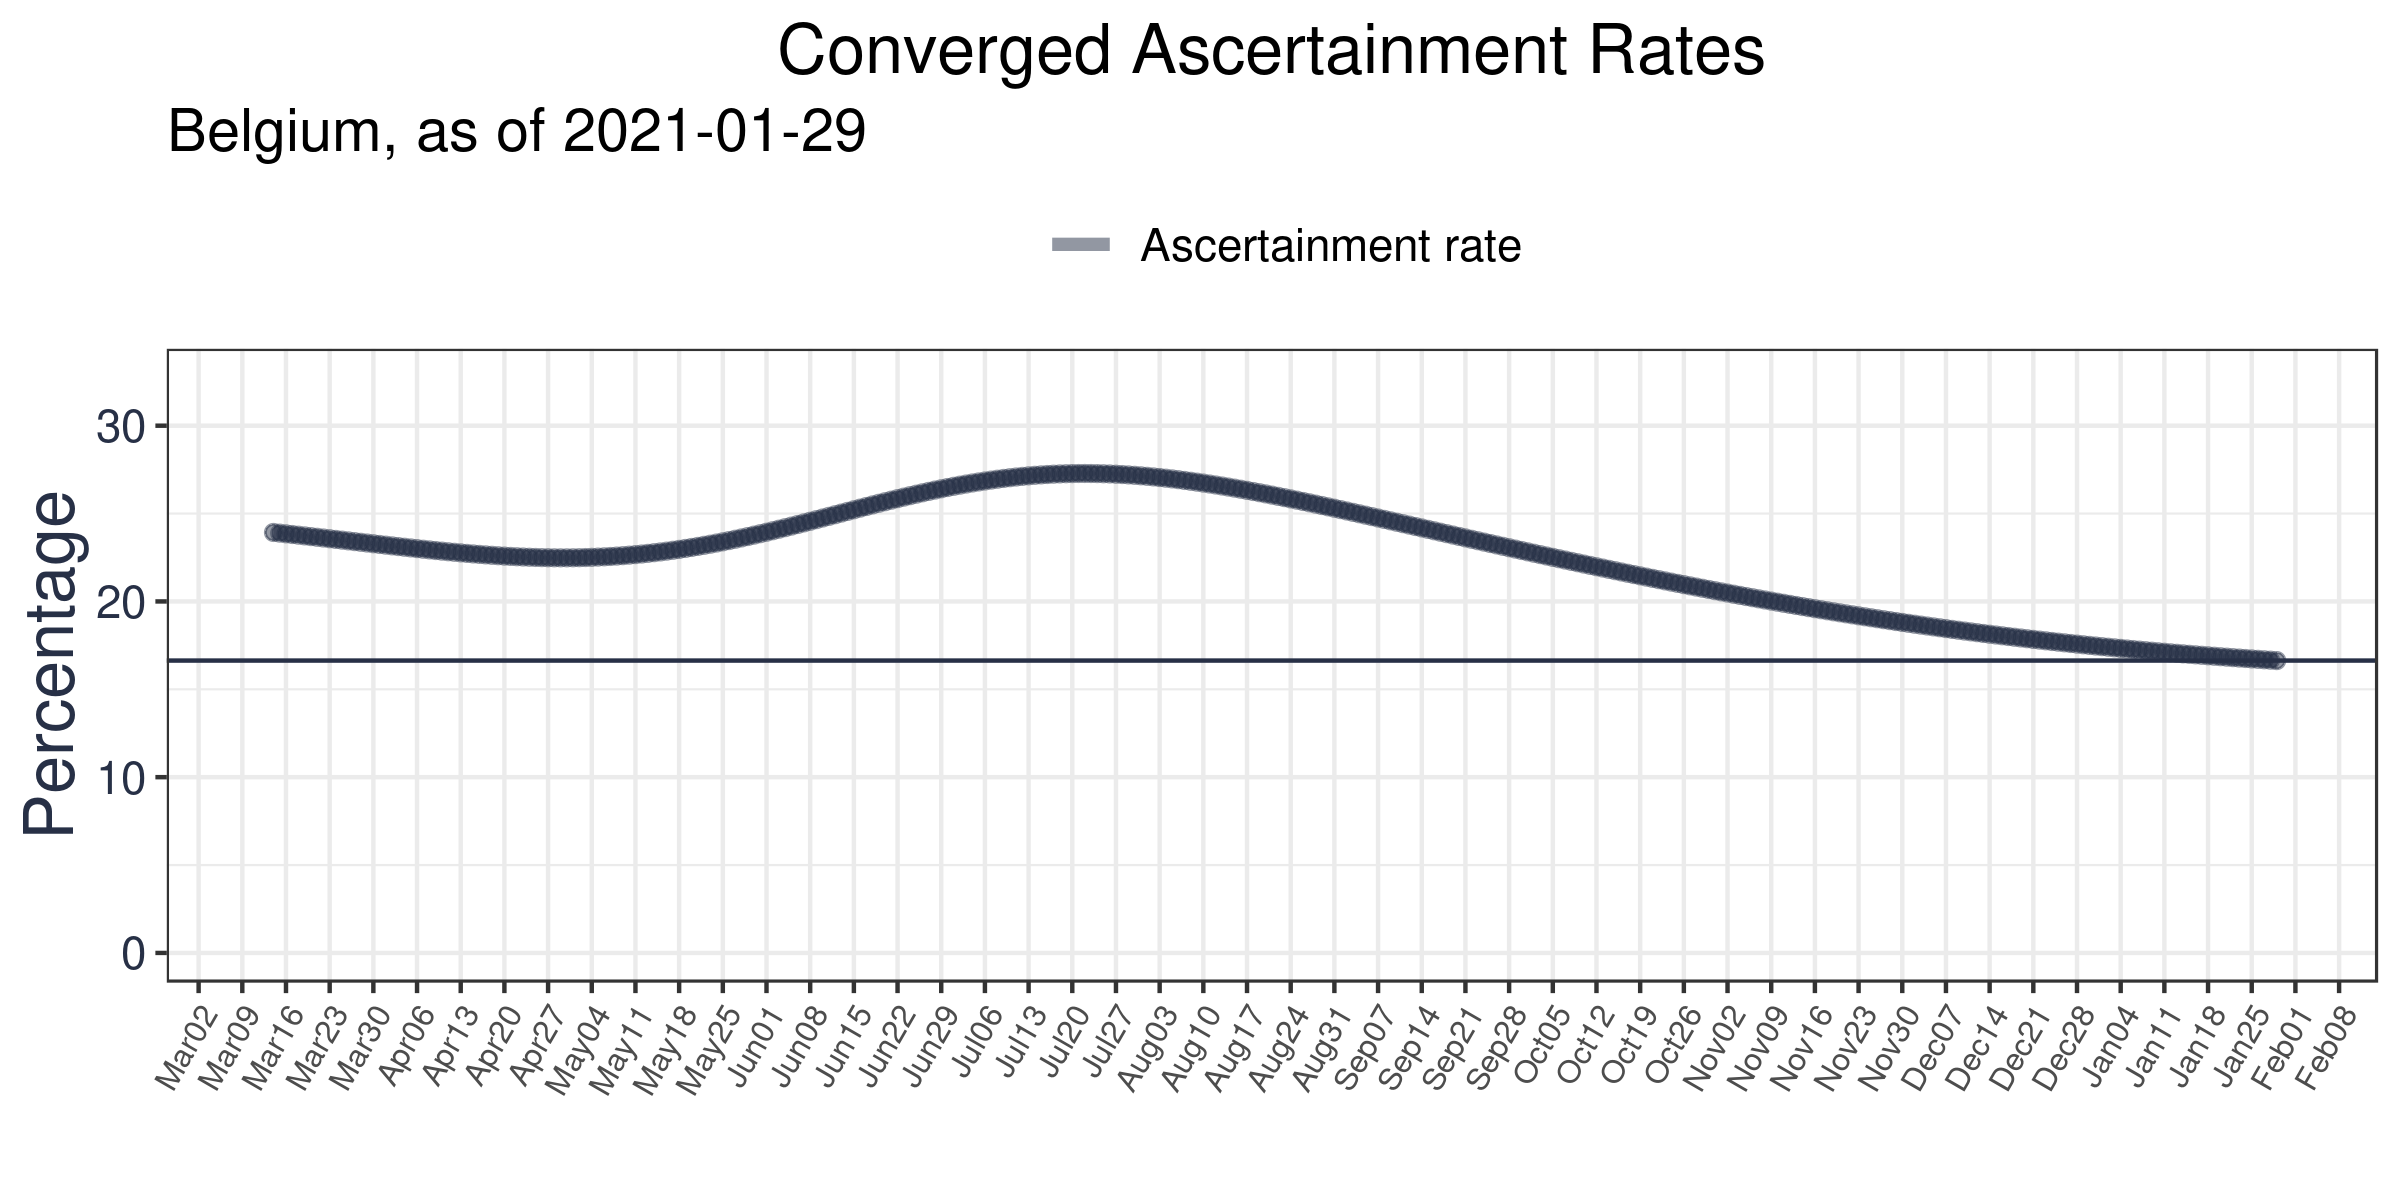 Converged Ascertainment Rates
Belgium, as of 2021-01-29
Ascertainment rate
Percentage
30
20
10
0
Mar02 Mar09 Mar16 Mar23 Mar30 Apr06 Apr13 Apr20 Apr27 May04 May11 May18 May25 Jun01 Jun08 Jun15 Jun22 Jun29 Jul06 Jul13 Jul20 Jul27 Aug03 Aug10 Aug17 Aug24 Aug31 Sep07 Sep14 Sep21 Sep28 Oct05 Oct12 Oct19 Oct26 Nov02 Nov09 Nov16 Nov23 Nov30 Dec07 Dec14 Dec21 Dec28 Jan04 Jan11 Jan18 Jan25 Feb01 Feb08